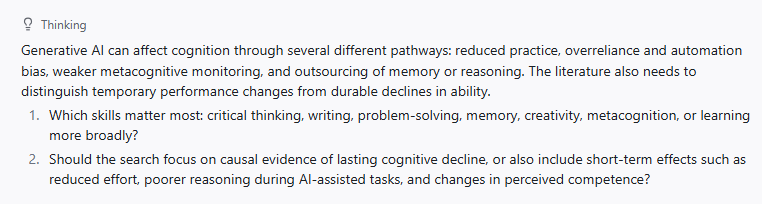 Thinking
Generative AI can affect cognition through several different pathways: reduced practice, overreliance and automation
bias, weaker metacognitive monitoring, and outsourcing of memory or reasoning. The literature also needs to
distinguish temporary performance changes from durable declines in ability.
1. Which skills matter most: critical thinking, writing, problem-solving, memory, creativity, metacognition, or learning
more broadly?
2. Should the search focus on causal evidence of lasting cognitive decline, or also include short-term effects such as
reduced effort, poorer reasoning during AI-assisted tasks, and changes in perceived competence?